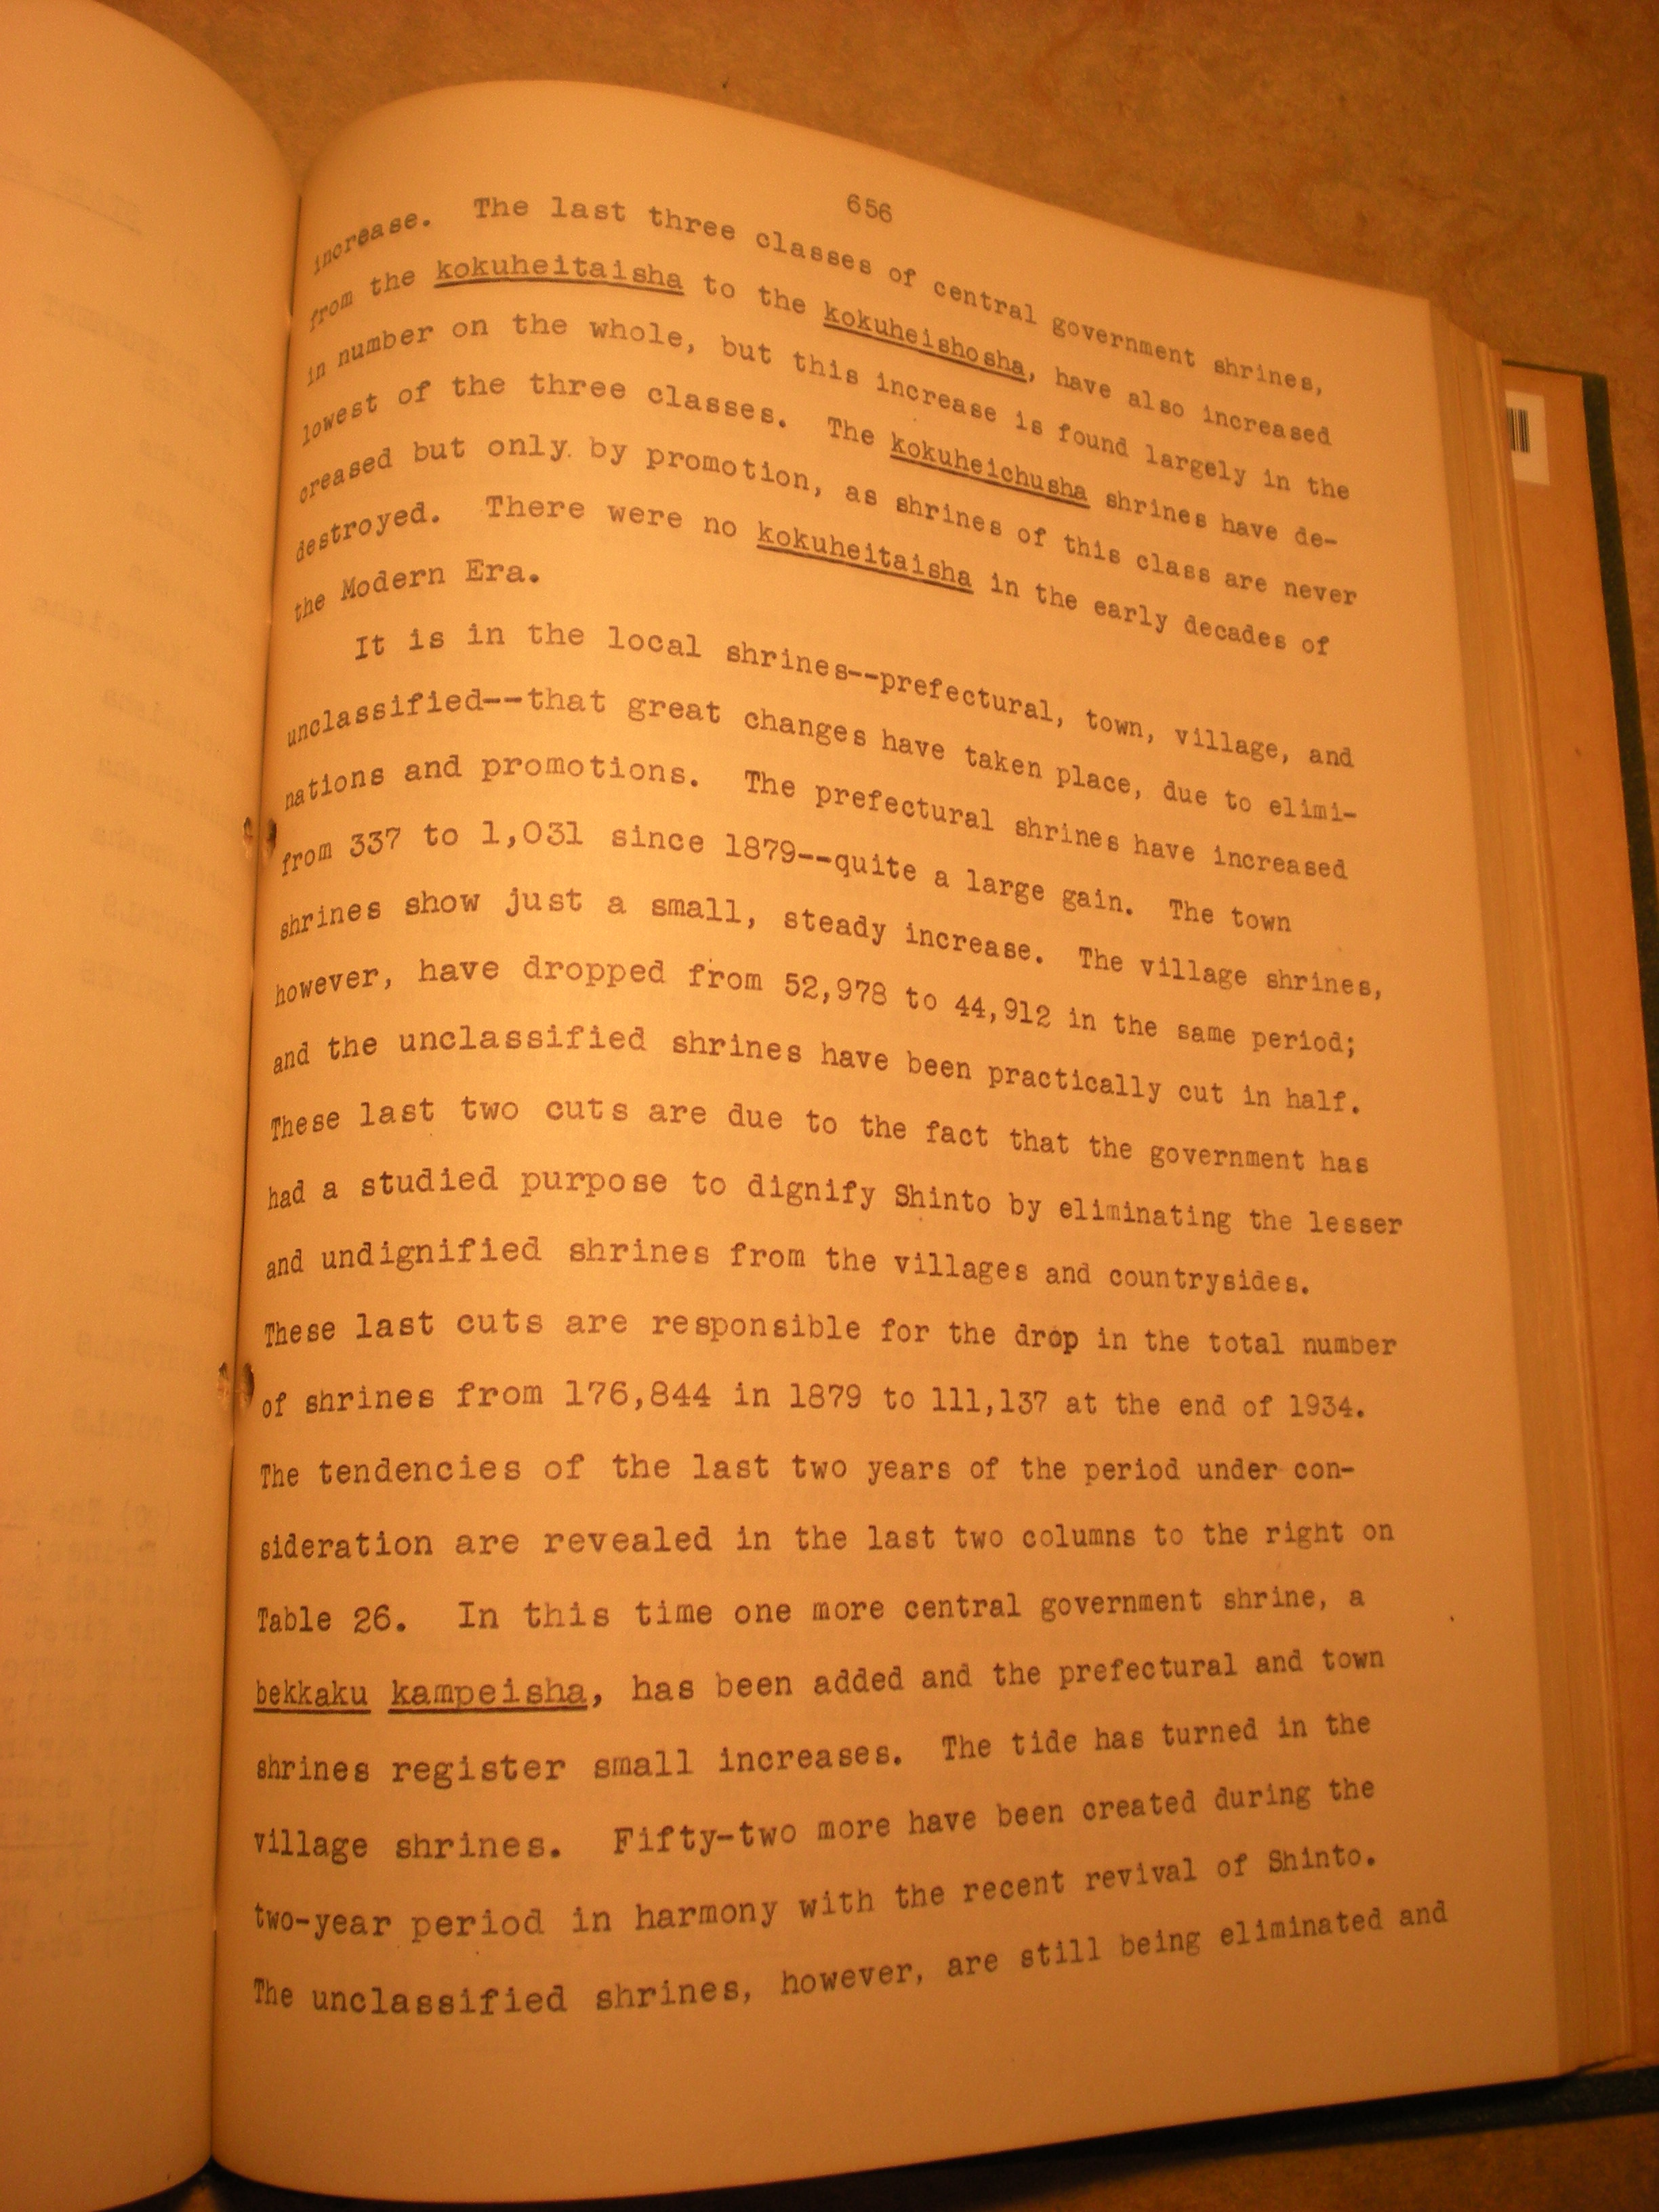 656
increase. The last three classes of central government shrines,
from the kokuheitaisha to the kokuheishosha, have also increased
in number on the whole, but this increase is found largely in the
lowest of the three classes. The kokuheichusha shrines have de-
creased but only by promotion, as shrines of this class are never
destroyed. There were no kokuheitaisha in the early decades of
the Modern Era.
It is in the local shrines--prefectural, town, village, and
unclassified--that great changes have taken place, due to elimi-
nations and promotions. The prefectural shrines have increased
from 337 to 1,031 since 1879--quite a large gain. The town
shrines show just a small, steady increase. The village shrines,
however, have dropped from 52,978 to 44,912 in the same period;
and the unclassified shrines have been practically cut in half.
These last two cuts are due to the fact that the government has
had a studied purpose to dignify Shinto by eliminating the lesser
and undignified shrines from the villages and countrysides.
These last cuts are responsible for the drop in the total number
of shrines from 176,844 in 1879 to 111,137 at the end of 1934.
The tendencies of the last two years of the period under con-
sideration are revealed in the last two columns to the right on
Table 26. In this time one more central government shrine, a
bekkaku kampeisha, has been added and the prefectural and town
shrines register small increases. The tide has turned in the
village shrines. Fifty-two more have been created during the
two-year period in harmony with the recent revival of Shinto.
The unclassified shrines, however, are still being eliminated and